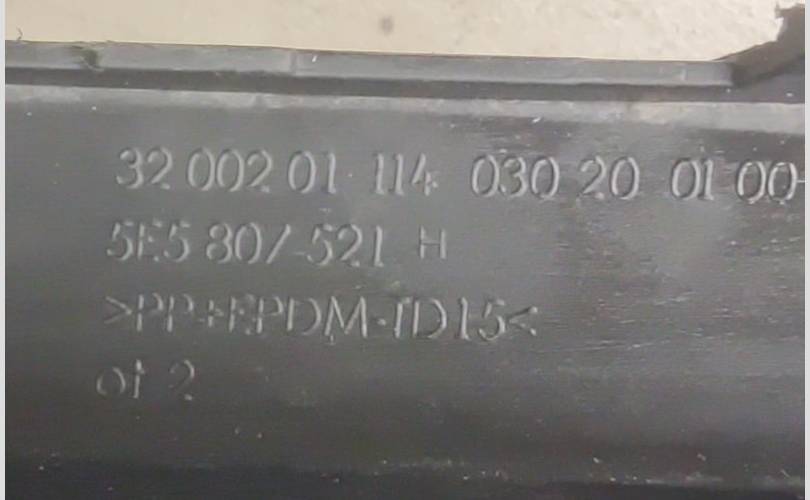 32 002 01 114 030 20 01 00
5E5 807 521 H
>PP+EPDM-TD15<
of 2